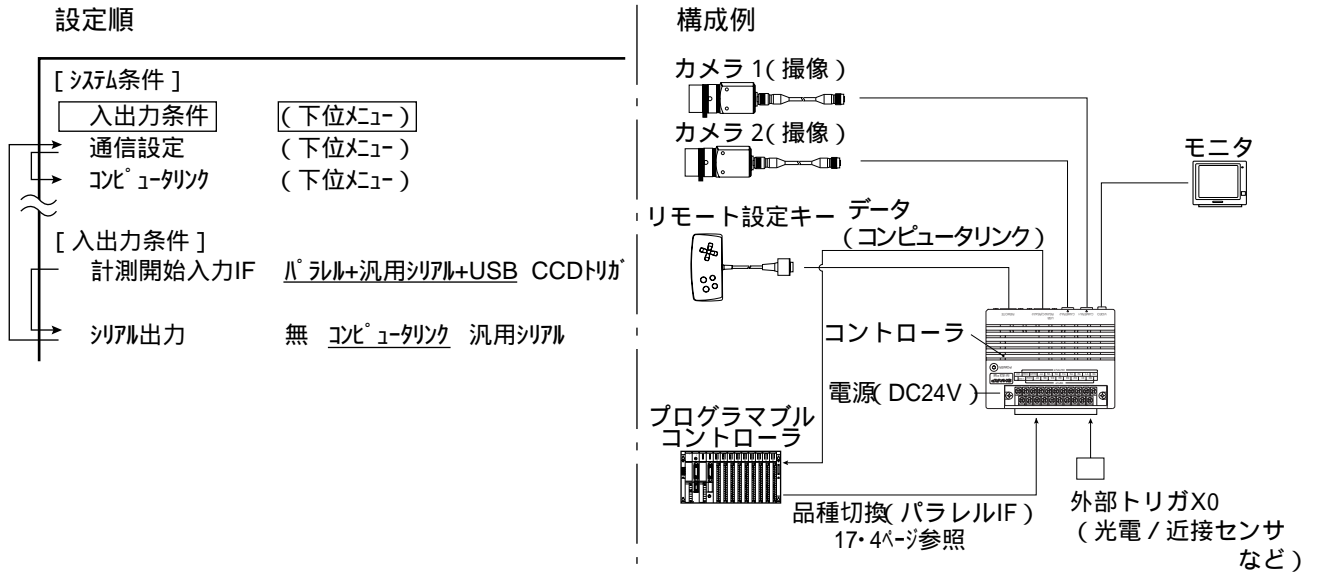 設定順
[ ｼｽﾃﾑ条件 ]
入出力条件 ( 下位ﾒﾆｭｰ )
通信設定 ( 下位ﾒﾆｭｰ )
ｺﾝﾋﾟｭｰﾀﾘﾝｸ ( 下位ﾒﾆｭｰ )
[ 入出力条件 ]
計測開始入力IF ﾊﾟﾗﾚﾙ+汎用ｼﾘｱﾙ+USB CCDﾄﾘｶﾞ
ｼﾘｱﾙ出力 無 ｺﾝﾋﾟｭｰﾀﾘﾝｸ 汎用ｼﾘｱﾙ
構成例
カメラ 1( 撮像 )
カメラ 2( 撮像 )
モニタ
リモート設定キー
データ
( コンピュータリンク )
コントローラ
電源( DC24V )
プログラマブル
コントローラ
品種切換( パラレルIF )
17･4ﾍﾟｰｼﾞ参照
外部トリガX0
( 光電 / 近接センサ
など )